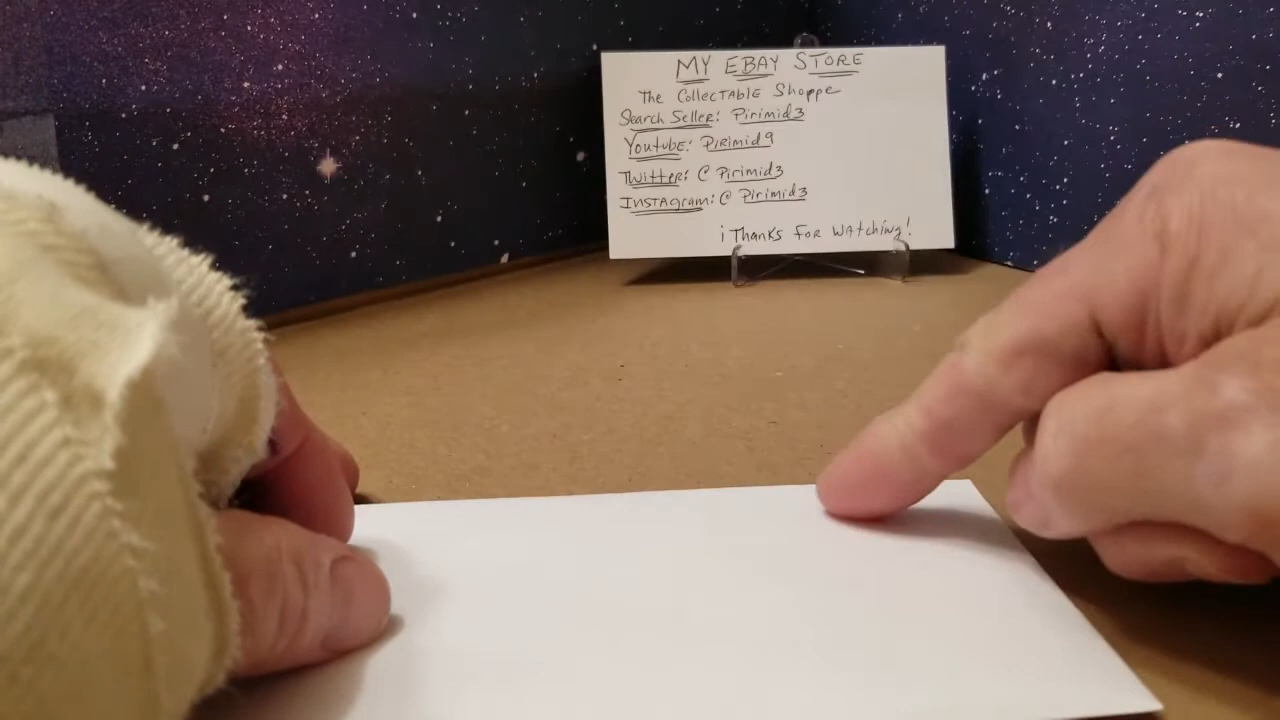 MY EBAY STORE
The Collectable Shoppe
Search Seller: Pirimid3
Youtube: Pirimid9
Twitter: @ Pirimid3
Instagram: @ Pirimid3
¡Thanks for watching!